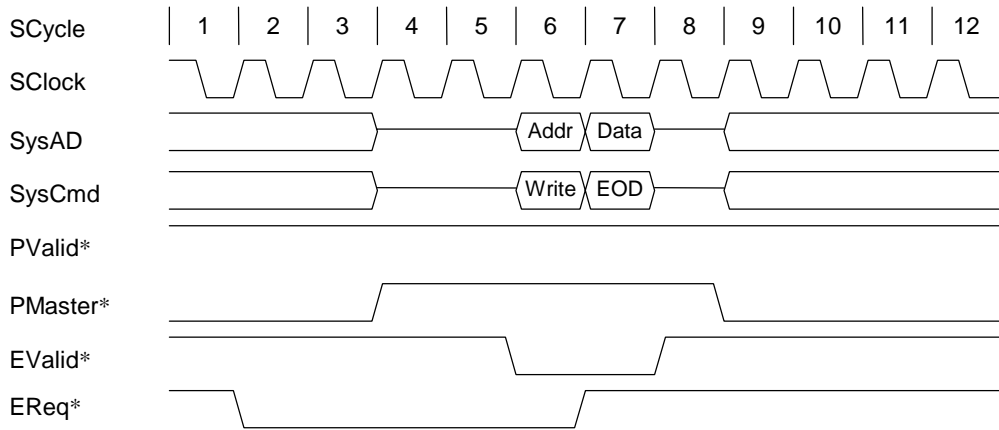 SCycle 1 2 3 4 5 6 7 8 9 10 11 12
SClock
SysAD Addr Data
SysCmd Write EOD
PValid*
PMaster*
EValid*
EReq*